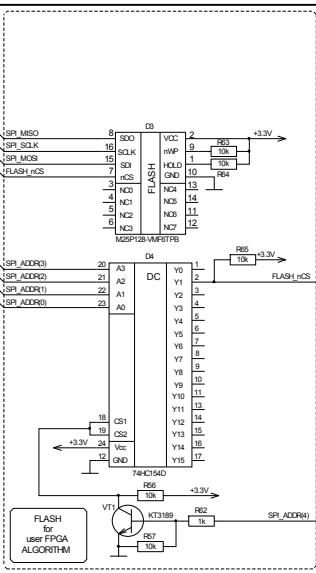 D3
SPI_MISO 8 SDO VCC 2 +3.3V
SPI_SCLK 16 SCLK nWP 9 R63 10k
SPI_MOSI 15 SDI HOLD 1 10k
FLASH_nCS 7 nCS GND 10 R64
3 NC0 NC4 13
4 NC1 NC5 14
5 NC2 NC6 11
6 NC3 NC7 12
FLASH
M25P128-VMF6TPB
D4
R65
10k +3.3V
SPI_ADDR(3) 20 A3 DC Y0 1
SPI_ADDR(2) 21 A2 Y1 2 FLASH_nCS
SPI_ADDR(1) 22 A1 Y2 3
SPI_ADDR(0) 23 A0 Y3 4
Y4 5
Y5 6
Y6 7
Y7 8
Y8 9
Y9 10
Y10 11
Y11 13
18 CS1 Y12 14
19 CS2 Y13 15
+3.3V 24 Vcc Y14 16
12 GND Y15 17
74HC154D
R56
10k +3.3V
VT1
KT3189
R62
1k
SPI_ADDR(4)
R57
10k
FLASH
for
user FPGA
ALGORITHM